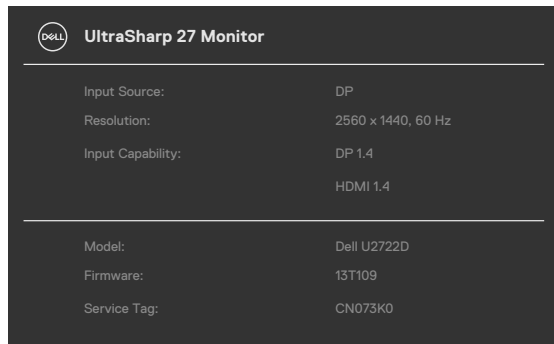 DELL UltraSharp 27 Monitor
Input Source: DP
Resolution: 2560 x 1440, 60 Hz
Input Capability: DP 1.4
HDMI 1.4
Model: Dell U2722D
Firmware: 13T109
Service Tag: CN073K0